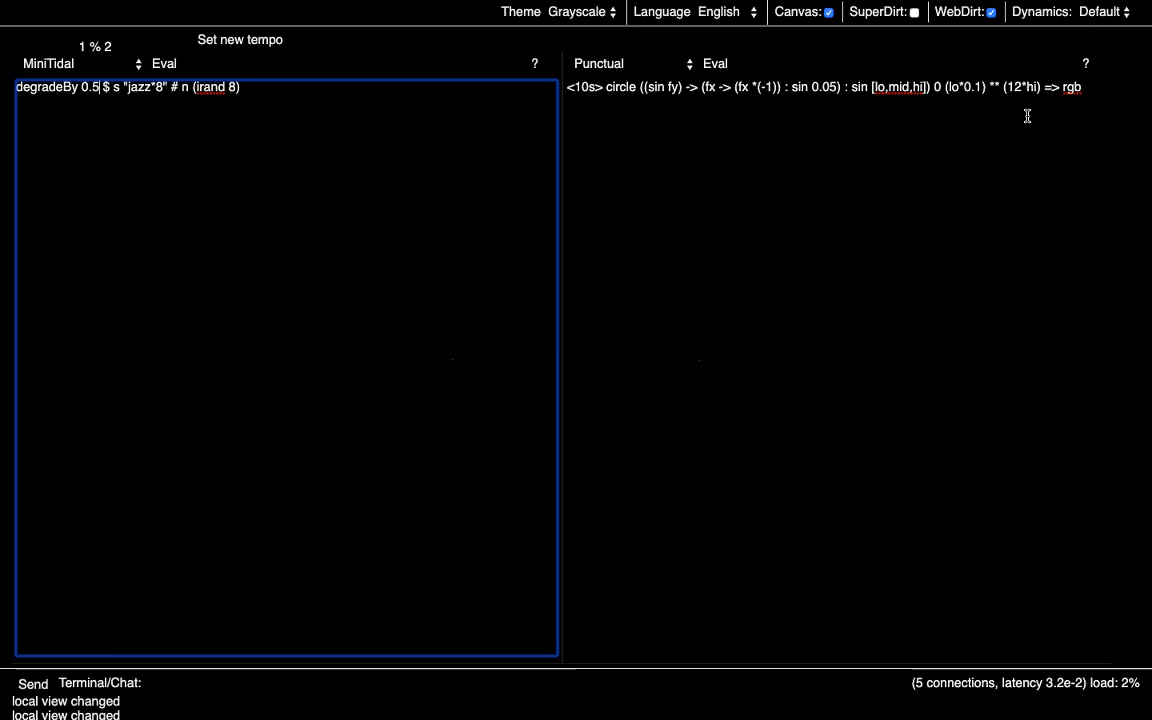 Theme Grayscale Language English Canvas: SuperDirt: WebDirt: Dynamics: Default
1 % 2 Set new tempo
MiniTidal Eval ? Punctual Eval ?
degradeBy 0.5 $ s "jazz*8" # n (irand 8)
<10s> circle ((sin fy) -> (fx -> (fx *(-1)) : sin 0.05) : sin [lo,mid,hi]) 0 (lo*0.1) ** (12*hi) => rgb
Send Terminal/Chat: (5 connections, latency 3.2e-2) load: 2%
local view changed
local view changed